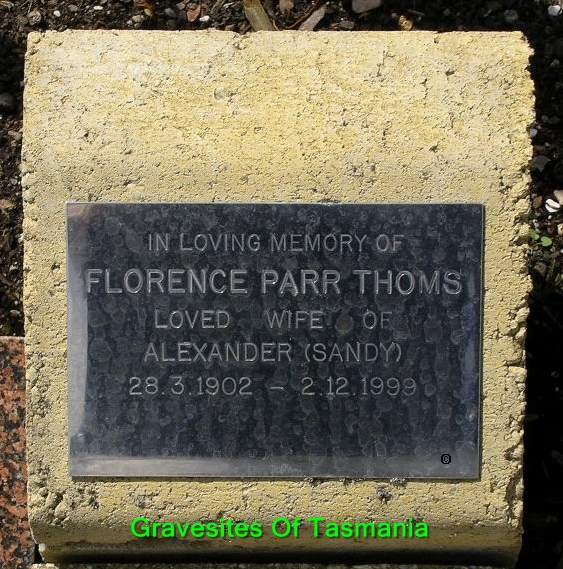 IN LOVING MEMORY OF
FLORENCE PARR THOMS
LOVED WIFE OF
ALEXANDER (SANDY)
28.3.1902 - 2.12.1999
©
Gravesites Of Tasmania